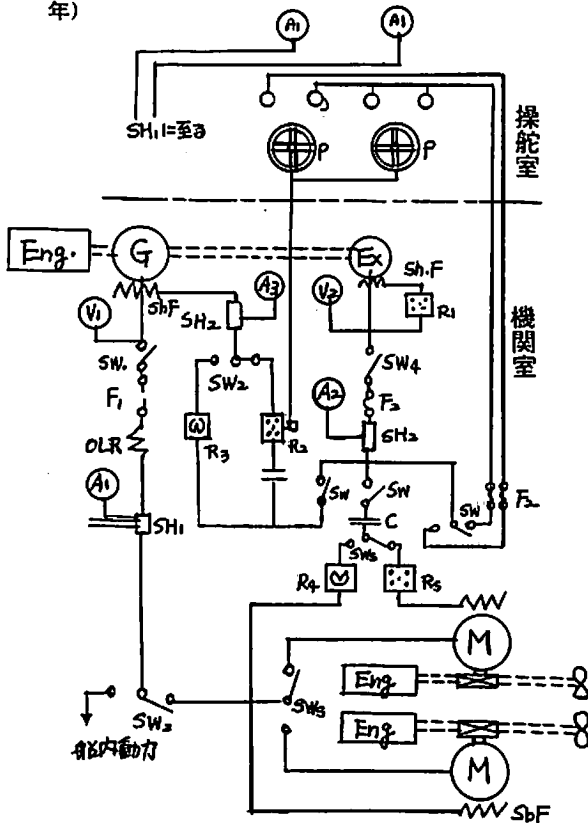 年)
A1
A1
SH1に至る
操舵室
P
P
Eng.
G
Ex
機関室
Sh.F
ShF
V1
A3
V2
R1
SH2
SW.
SW4
SW2
F1
F2
A2
R3
R2
SH2
OLR
A1
SW
SW
SW
F2
SH1
C
SW5
R4
R5
M
Eng
SW3
SW5
Eng
船内動力
M
SbF